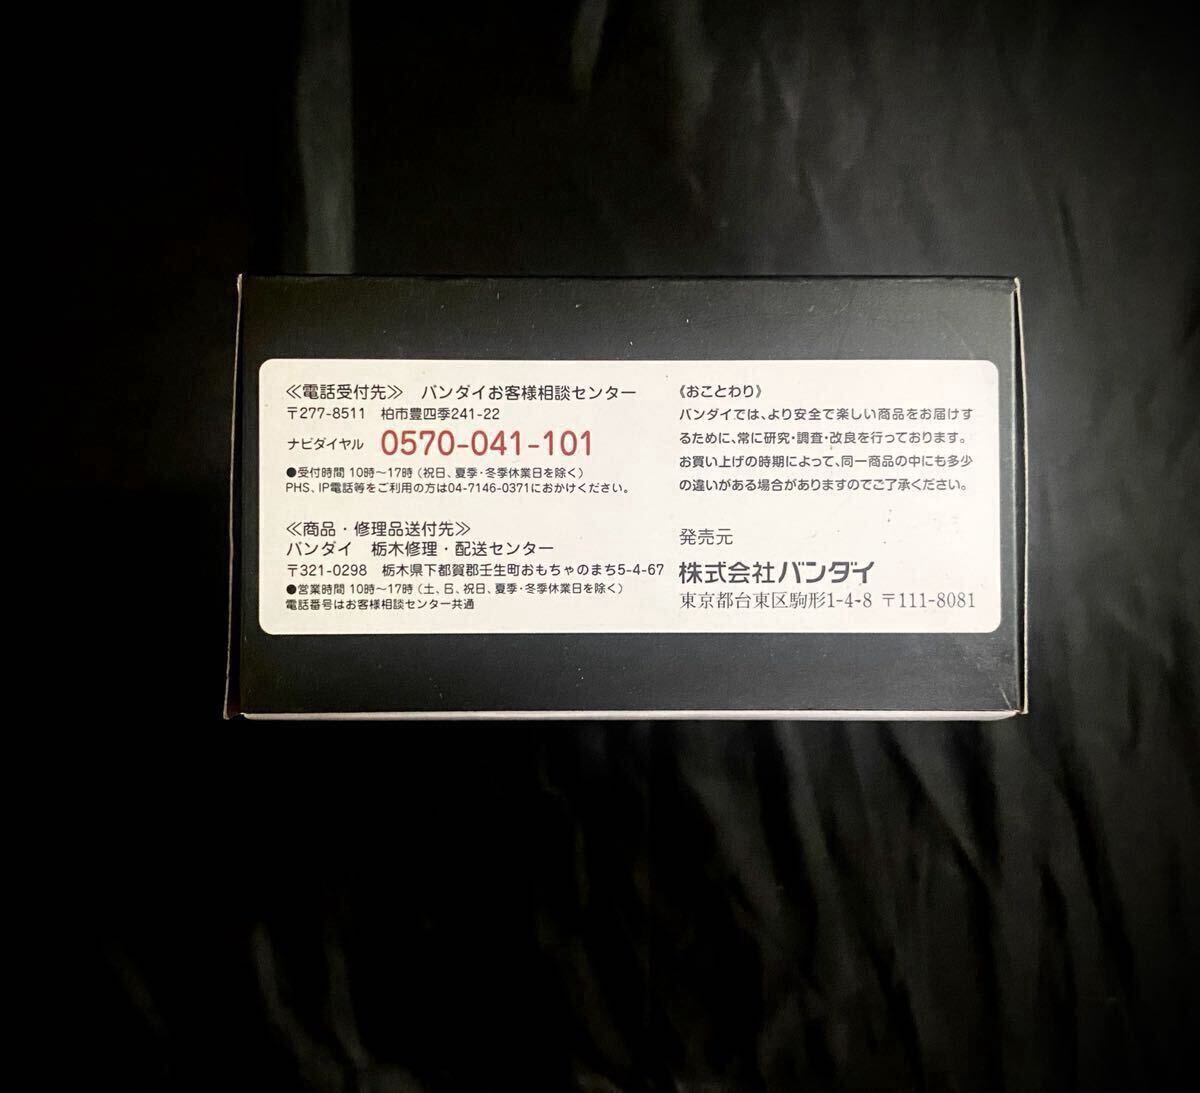 ≪電話受付先≫ バンダイお客様相談センター
〒277-8511 柏市豊四季241-22
ナビダイヤル 0570-041-101
●受付時間 10時〜17時（祝日、夏季・冬季休業日を除く）
PHS、IP電話等をご利用の方は04-7146-0371におかけください。
≪商品・修理品送付先≫
バンダイ 栃木修理・配送センター
〒321-0298 栃木県下都賀郡壬生町おもちゃのまち5-4-67
●営業時間 10時〜17時（土、日、祝日、夏季・冬季休業日を除く）
電話番号はお客様相談センター共通
《おことわり》
バンダイでは、より安全で楽しい商品をお届けす
るために、常に研究・調査・改良を行っております。
お買い上げの時期によって、同一商品の中にも多少
の違いがある場合がありますのでご了承ください。
発売元
株式会社バンダイ
東京都台東区駒形1-4-8 〒111-8081